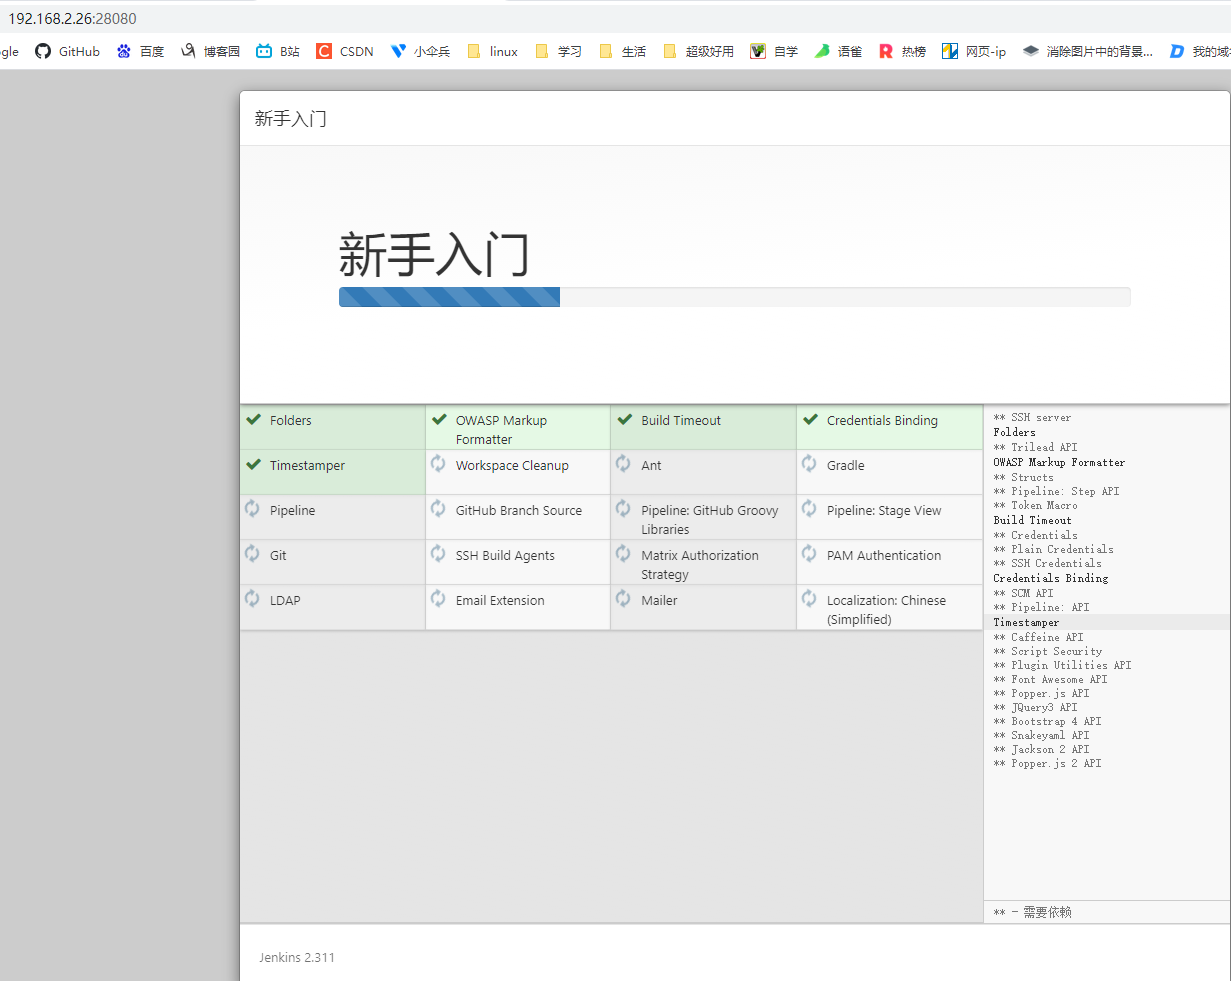 192.168.2.26:28080
gle GitHub 百度 博客园 B站 CSDN 小伞兵 linux 学习 生活 超级好用 自学 语雀 热榜 网页-ip 消除图片中的背景... 我的域
新手入门
新手入门
Folders
OWASP Markup
Formatter
Build Timeout
Credentials Binding
Timestamper
Workspace Cleanup
Ant
Gradle
Pipeline
GitHub Branch Source
Pipeline: GitHub Groovy
Libraries
Pipeline: Stage View
Git
SSH Build Agents
Matrix Authorization
Strategy
PAM Authentication
LDAP
Email Extension
Mailer
Localization: Chinese
(Simplified)
** SSH server
Folders
** Trilead API
OWASP Markup Formatter
** Structs
** Pipeline: Step API
** Token Macro
Build Timeout
** Credentials
** Plain Credentials
** SSH Credentials
Credentials Binding
** SCM API
** Pipeline: API
Timestamper
** Caffeine API
** Script Security
** Plugin Utilities API
** Font Awesome API
** Popper.js API
** JQuery3 API
** Bootstrap 4 API
** Snakeyaml API
** Jackson 2 API
** Popper.js 2 API
** - 需要依赖
Jenkins 2.311